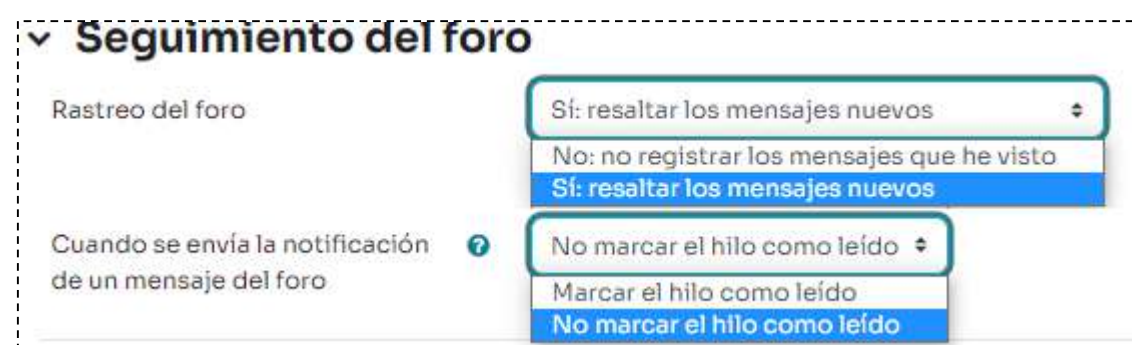 Seguimiento del foro
Rastreo del foro
Sí: resaltar los mensajes nuevos
No: no registrar los mensajes que he visto
Sí: resaltar los mensajes nuevos
Cuando se envía la notificación
de un mensaje del foro
?
No marcar el hilo como leído
Marcar el hilo como leído
No marcar el hilo como leído